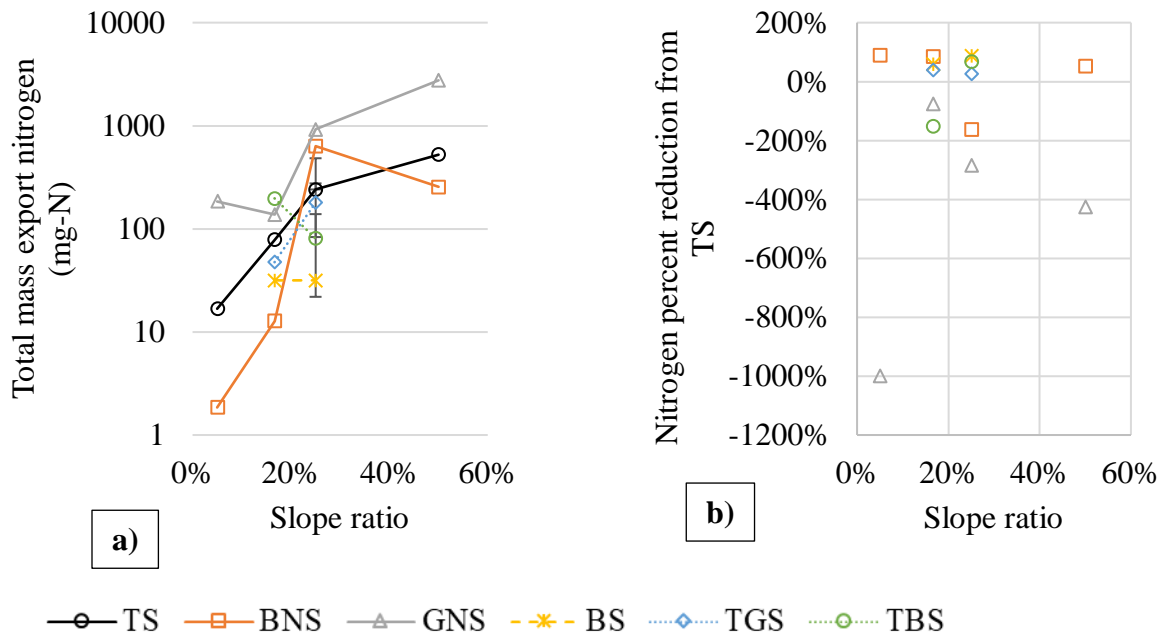 10000
1000
100
10
1
0%
20%
40%
60%
Total mass export nitrogen
(mg-N)
Slope ratio
a)
200%
0%
-200%
-400%
-600%
-800%
-1000%
-1200%
0%
20%
40%
60%
Nitrogen percent reduction from
TS
Slope ratio
b)
TS BNS GNS BS TGS TBS